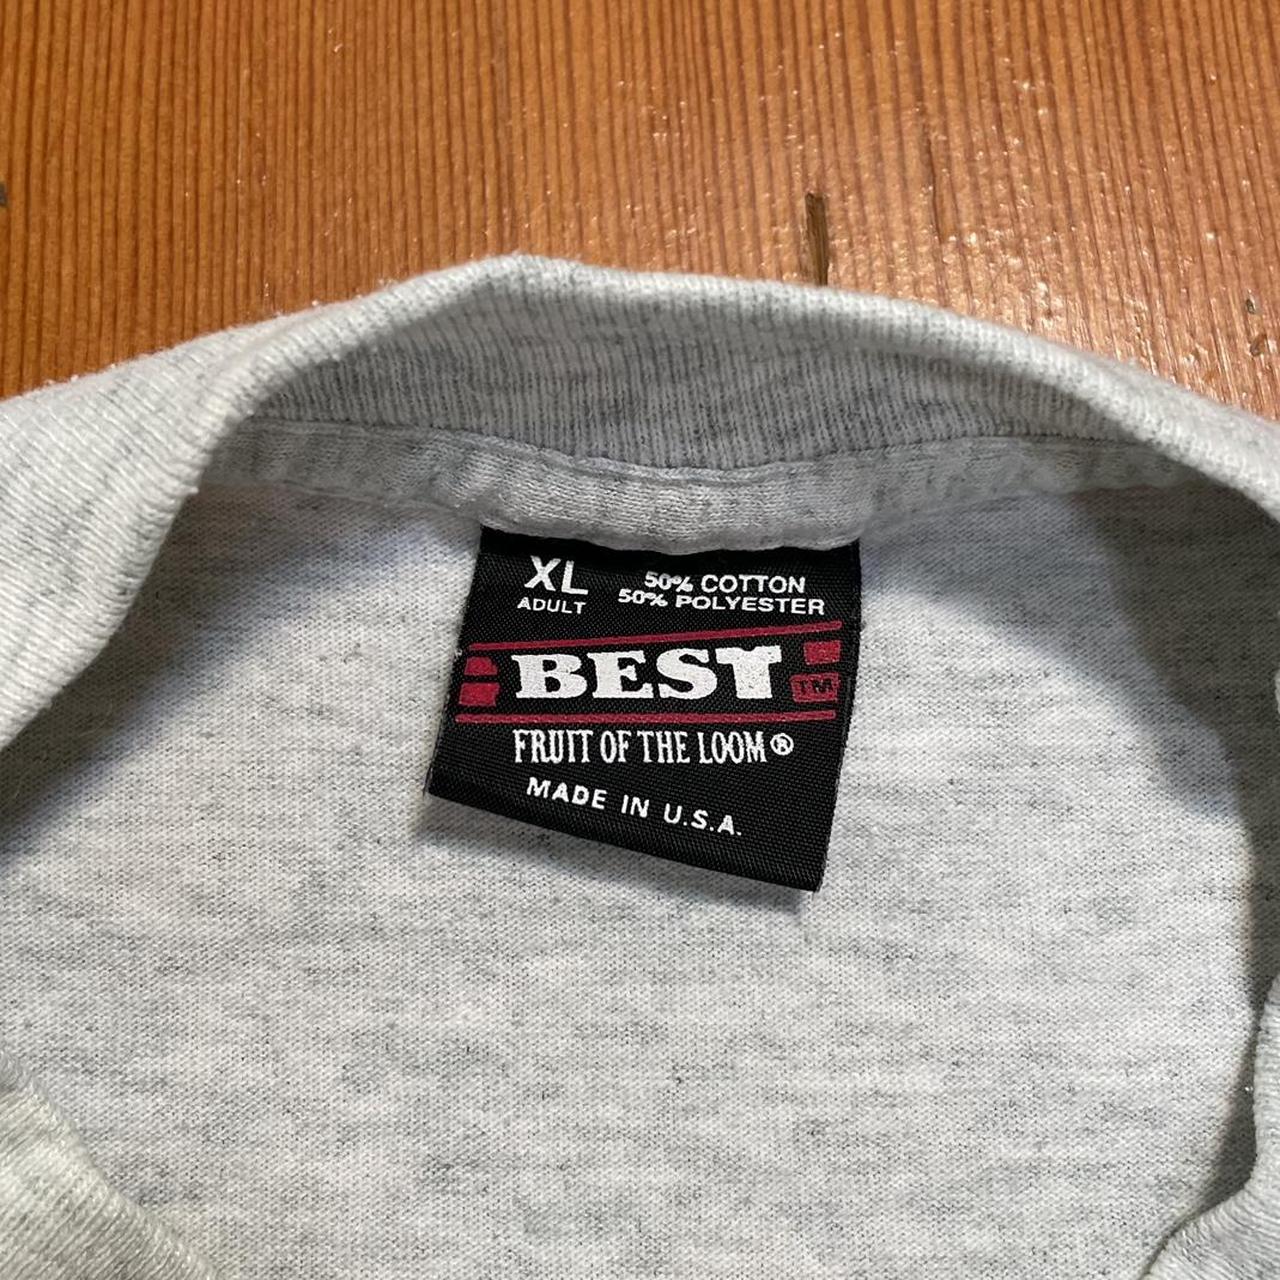 XL
ADULT
50% COTTON
50% POLYESTER
BEST
TM
FRUIT OF THE LOOM®
MADE IN U.S.A.